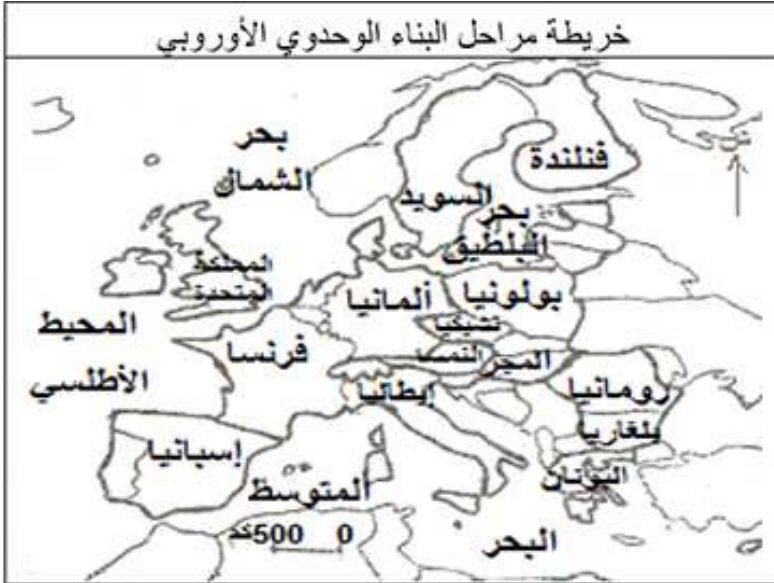 خريطة مراحل البناء الوحدوي الأوروبي
بحر
الشمال
فنلندة
ش
السويد
بحر
البلطيق
المملكة
المتحدة
ألمانيا
بولونيا
تشيكيا
المحيط
الأطلسي
فرنسا
النمسا
المجر
رومانيا
إيطاليا
بلغاريا
إسبانيا
اليونان
المتوسط
البحر
0 500كم